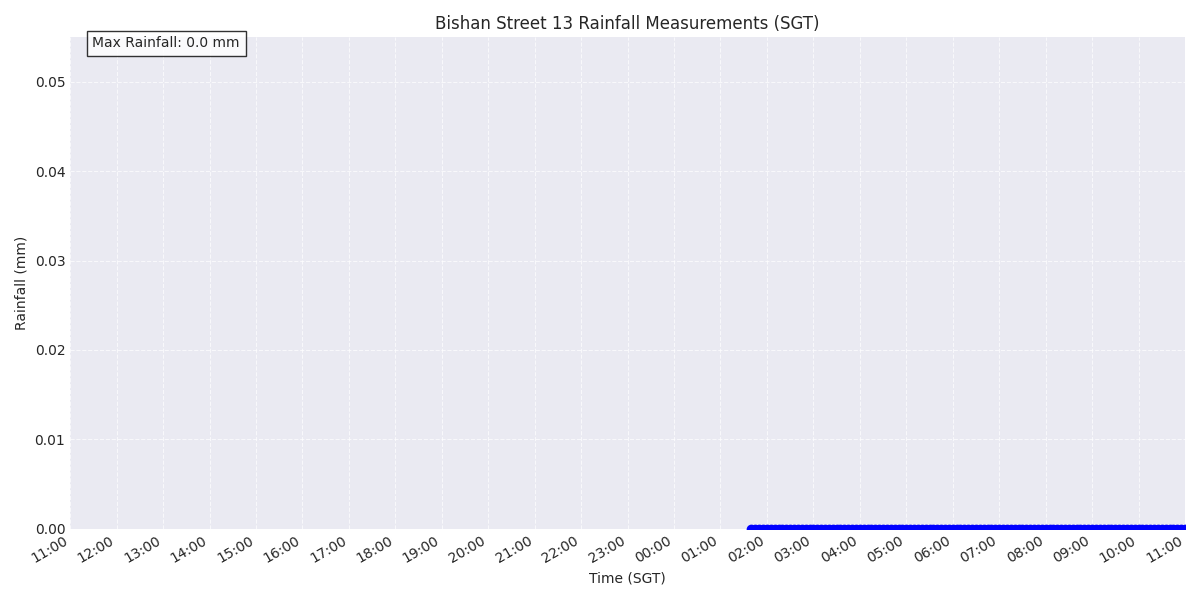 Bishan Street 13 Rainfall Measurements (SGT)
Max Rainfall: 0.0 mm
Rainfall (mm)
0.05
0.04
0.03
0.02
0.01
0.00
11:00 12:00 13:00 14:00 15:00 16:00 17:00 18:00 19:00 20:00 21:00 22:00 23:00 00:00 01:00 02:00 03:00 04:00 05:00 06:00 07:00 08:00 09:00 10:00 11:00
Time (SGT)